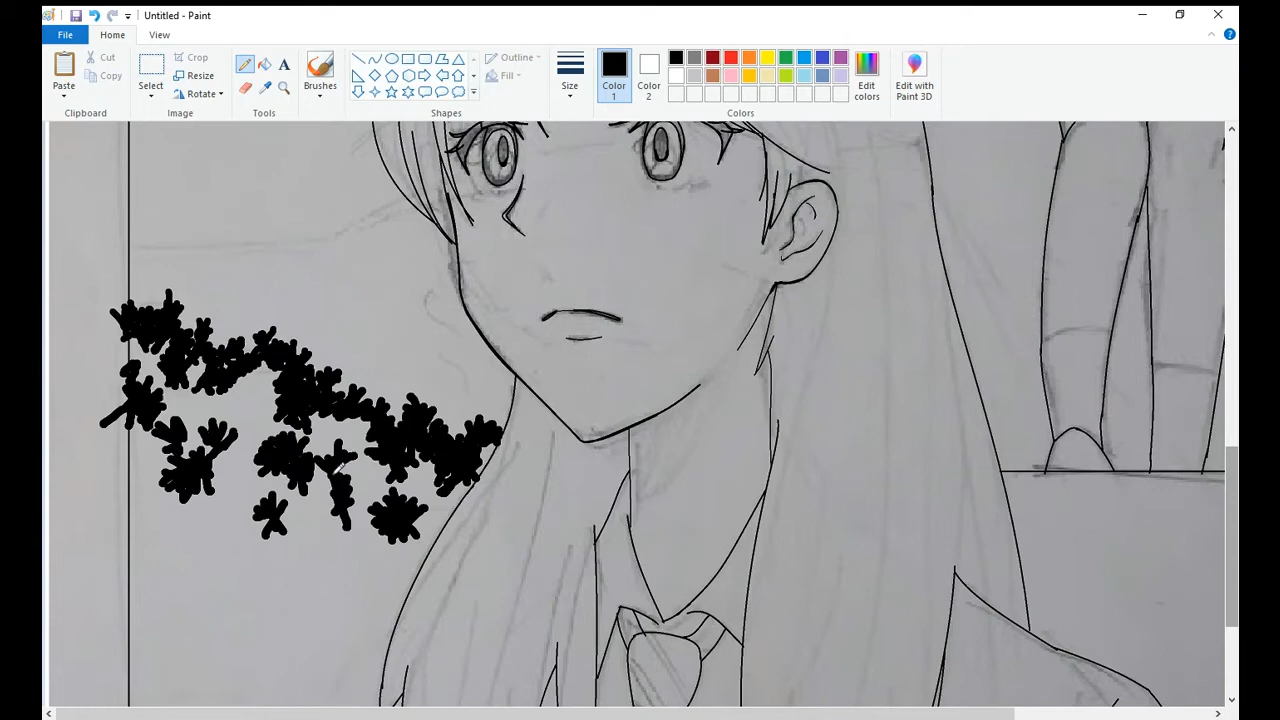 Untitled - Paint
File Home View
Cut
Crop
Outline
Copy
Resize
Fill
Rotate
Paste Select Brushes Size Color 1 Color 2 Edit colors Edit with Paint 3D
Clipboard Image Tools Shapes Colors